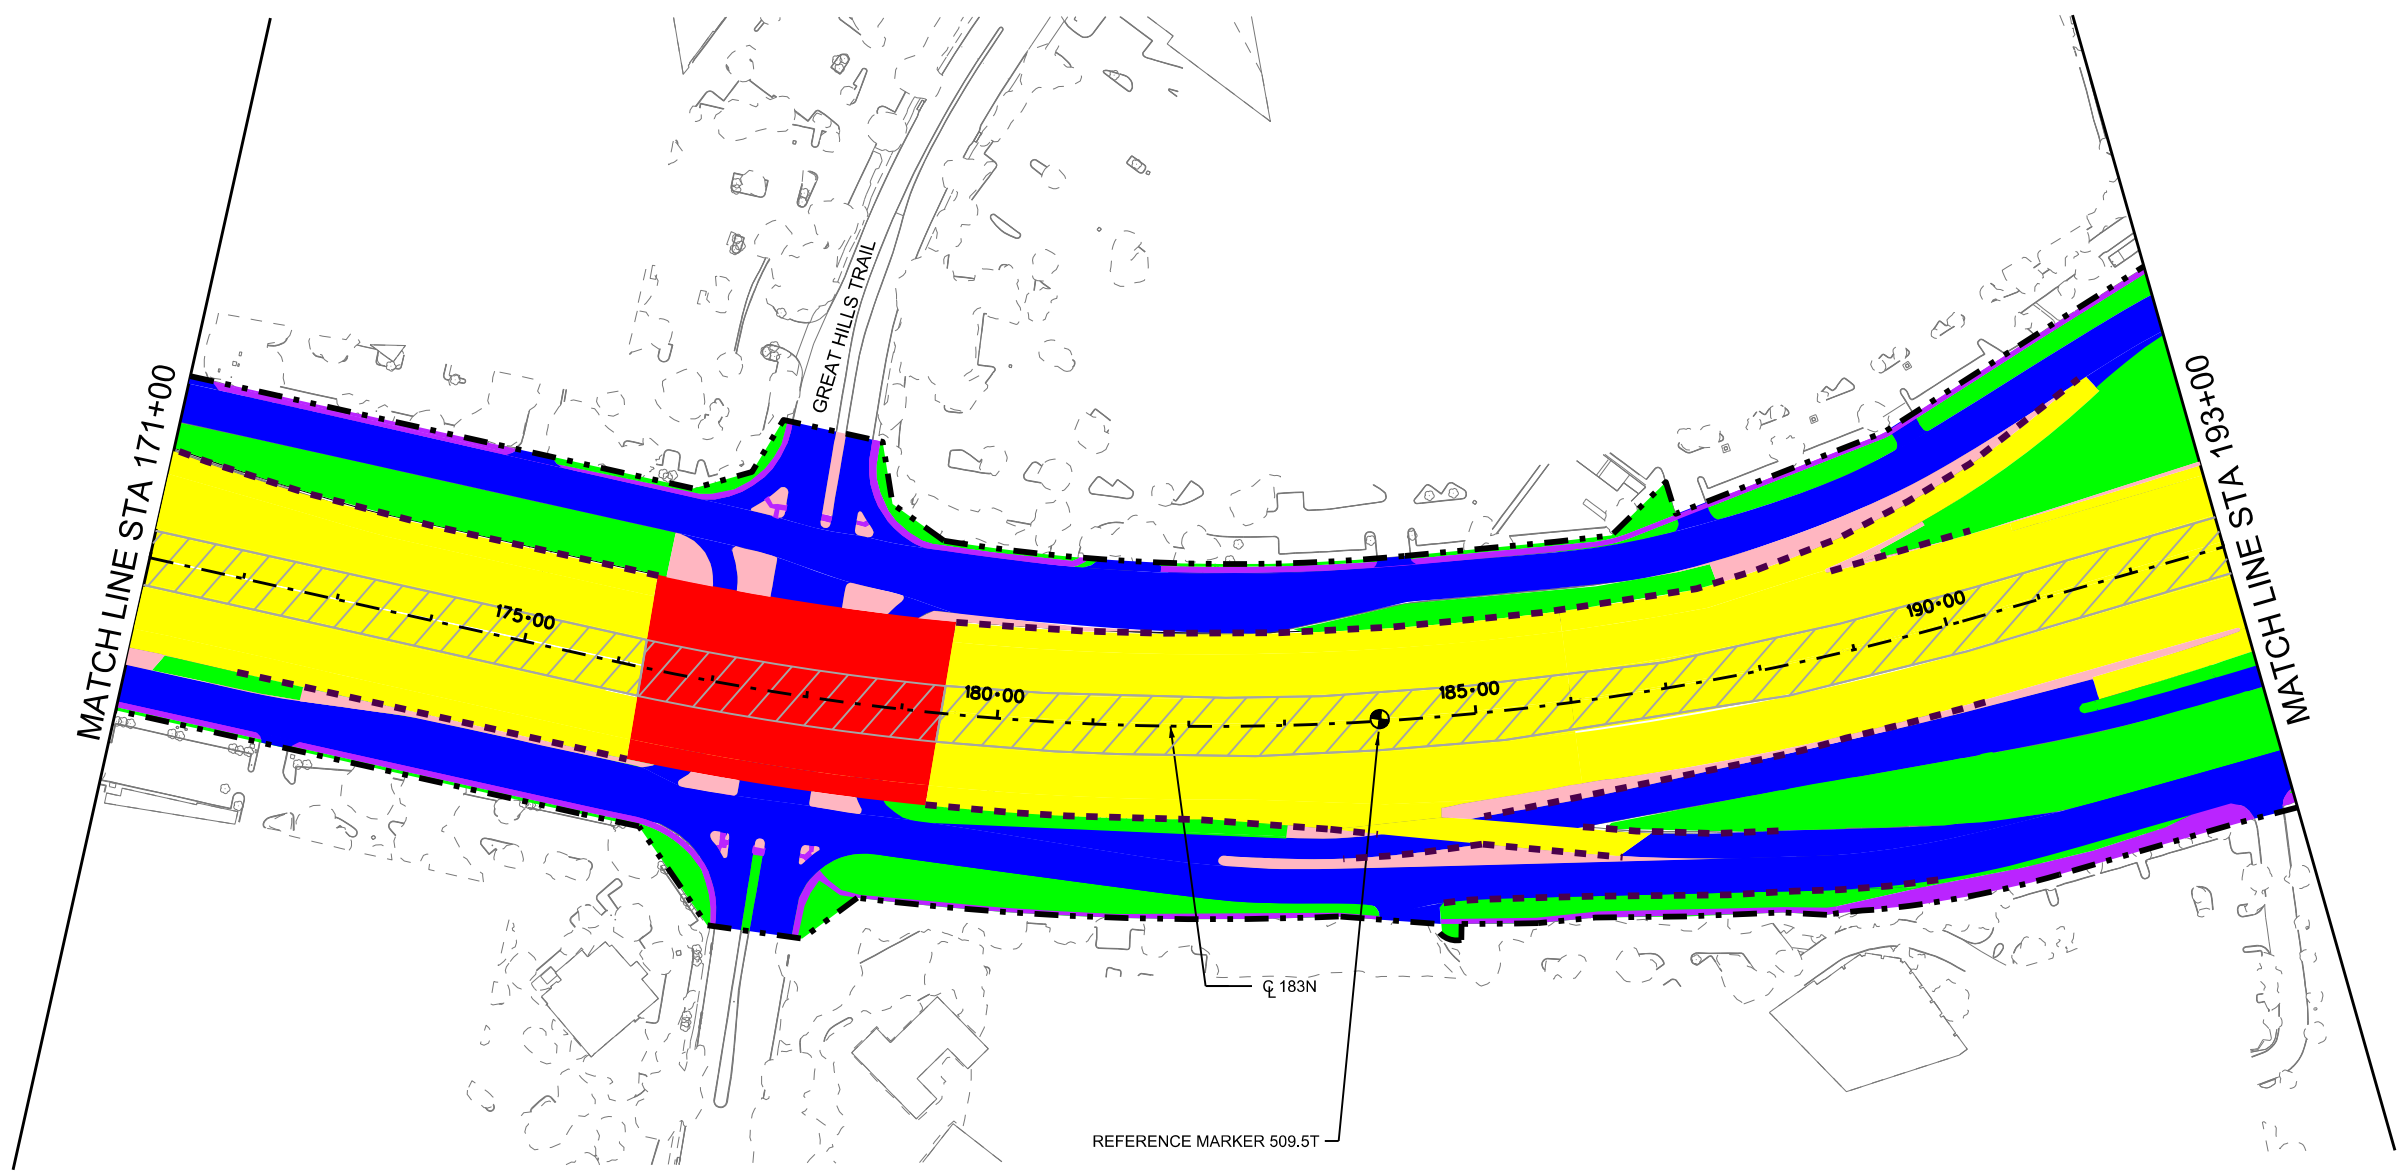 GREAT HILLS TRAIL
MATCH LINE STA 171+00
MATCH LINE STA 193+00
175+00
180+00
185+00
190+00
℄ 183N
REFERENCE MARKER 509.5T